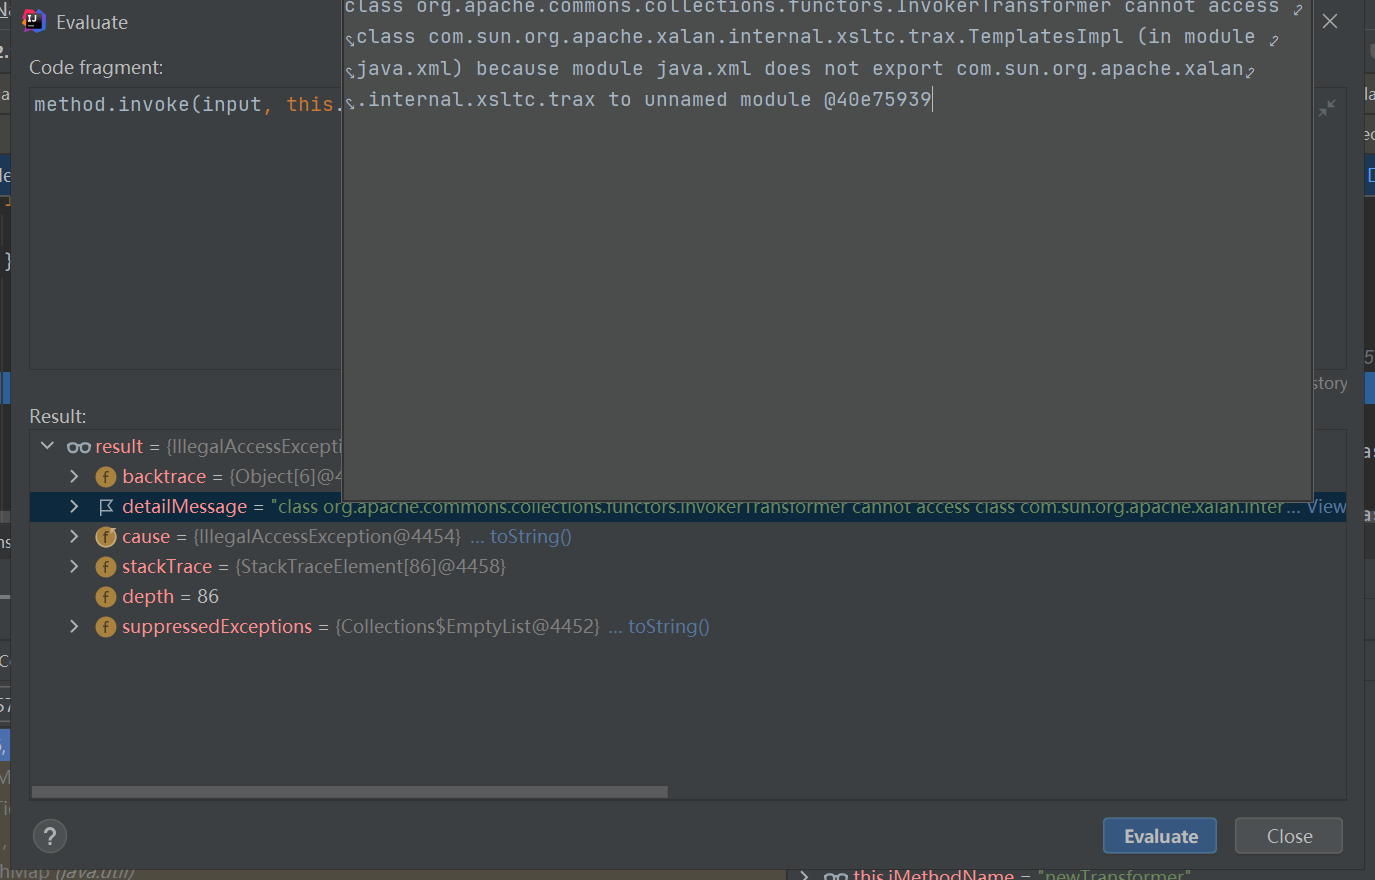 class org.apache.commons.collections.functors.InvokerTransformer cannot access
Evaluate
class com.sun.org.apache.xalan.internal.xsltc.trax.TemplatesImpl (in module
Code fragment:
java.xml) because module java.xml does not export com.sun.org.apache.xalan
method.invoke(input, this.
.internal.xsltc.trax to unnamed module @40e75939
story
Result:
result = {IllegalAccessExcepti
backtrace = {Object[6]@4
detailMessage = "class org.apache.commons.collections.functors.InvokerTransformer cannot access class com.sun.org.apache.xalan.inter ... View
cause = {IllegalAccessException@4454} ... toString()
stackTrace = {StackTraceElement[86]@4458}
depth = 86
suppressedExceptions = {Collections$EmptyList@4452} ... toString()
?
Evaluate
Close
hMap (java.util)
this.iMethodName = "newTransformer"